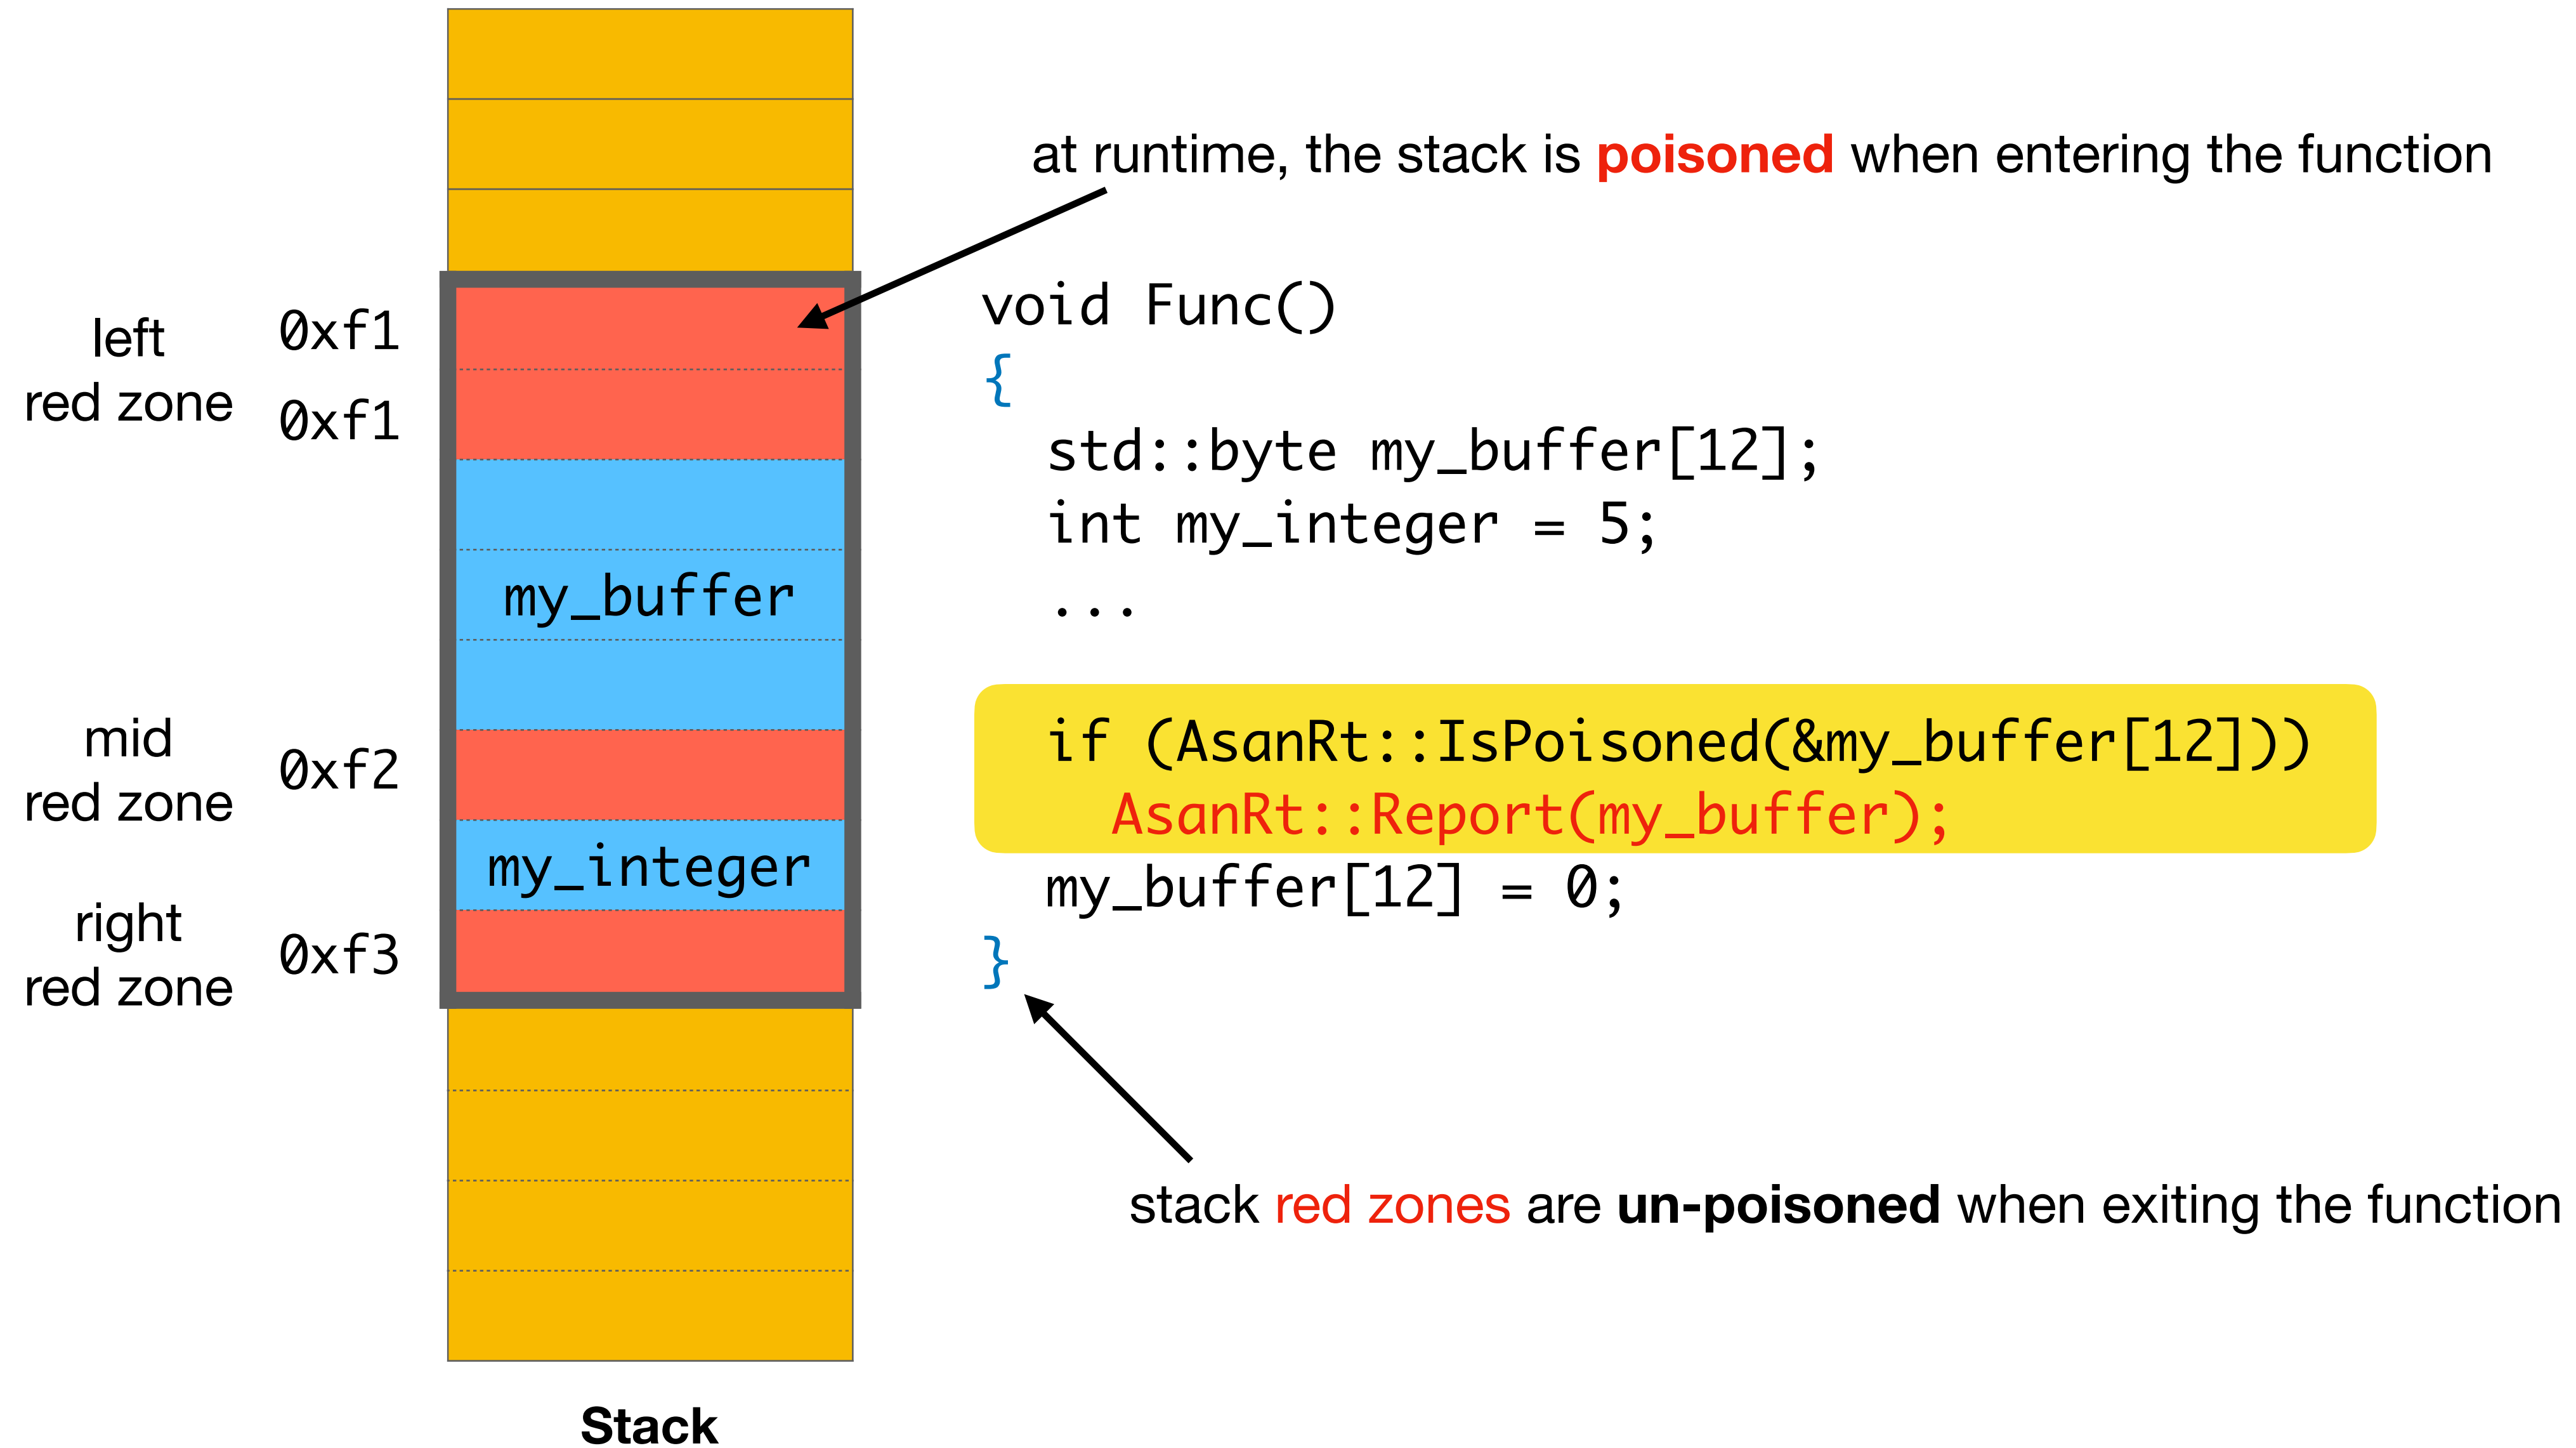 at runtime, the stack is poisoned when entering the function
left
red zone
0xf1
0xf1
my_buffer
mid
red zone
0xf2
my_integer
right
red zone
0xf3
void Func()
{
std::byte my_buffer[12];
int my_integer = 5;
...
if (AsanRt::IsPoisoned(&my_buffer[12]))
AsanRt::Report(my_buffer);
my_buffer[12] = 0;
}
stack red zones are un-poisoned when exiting the function
Stack